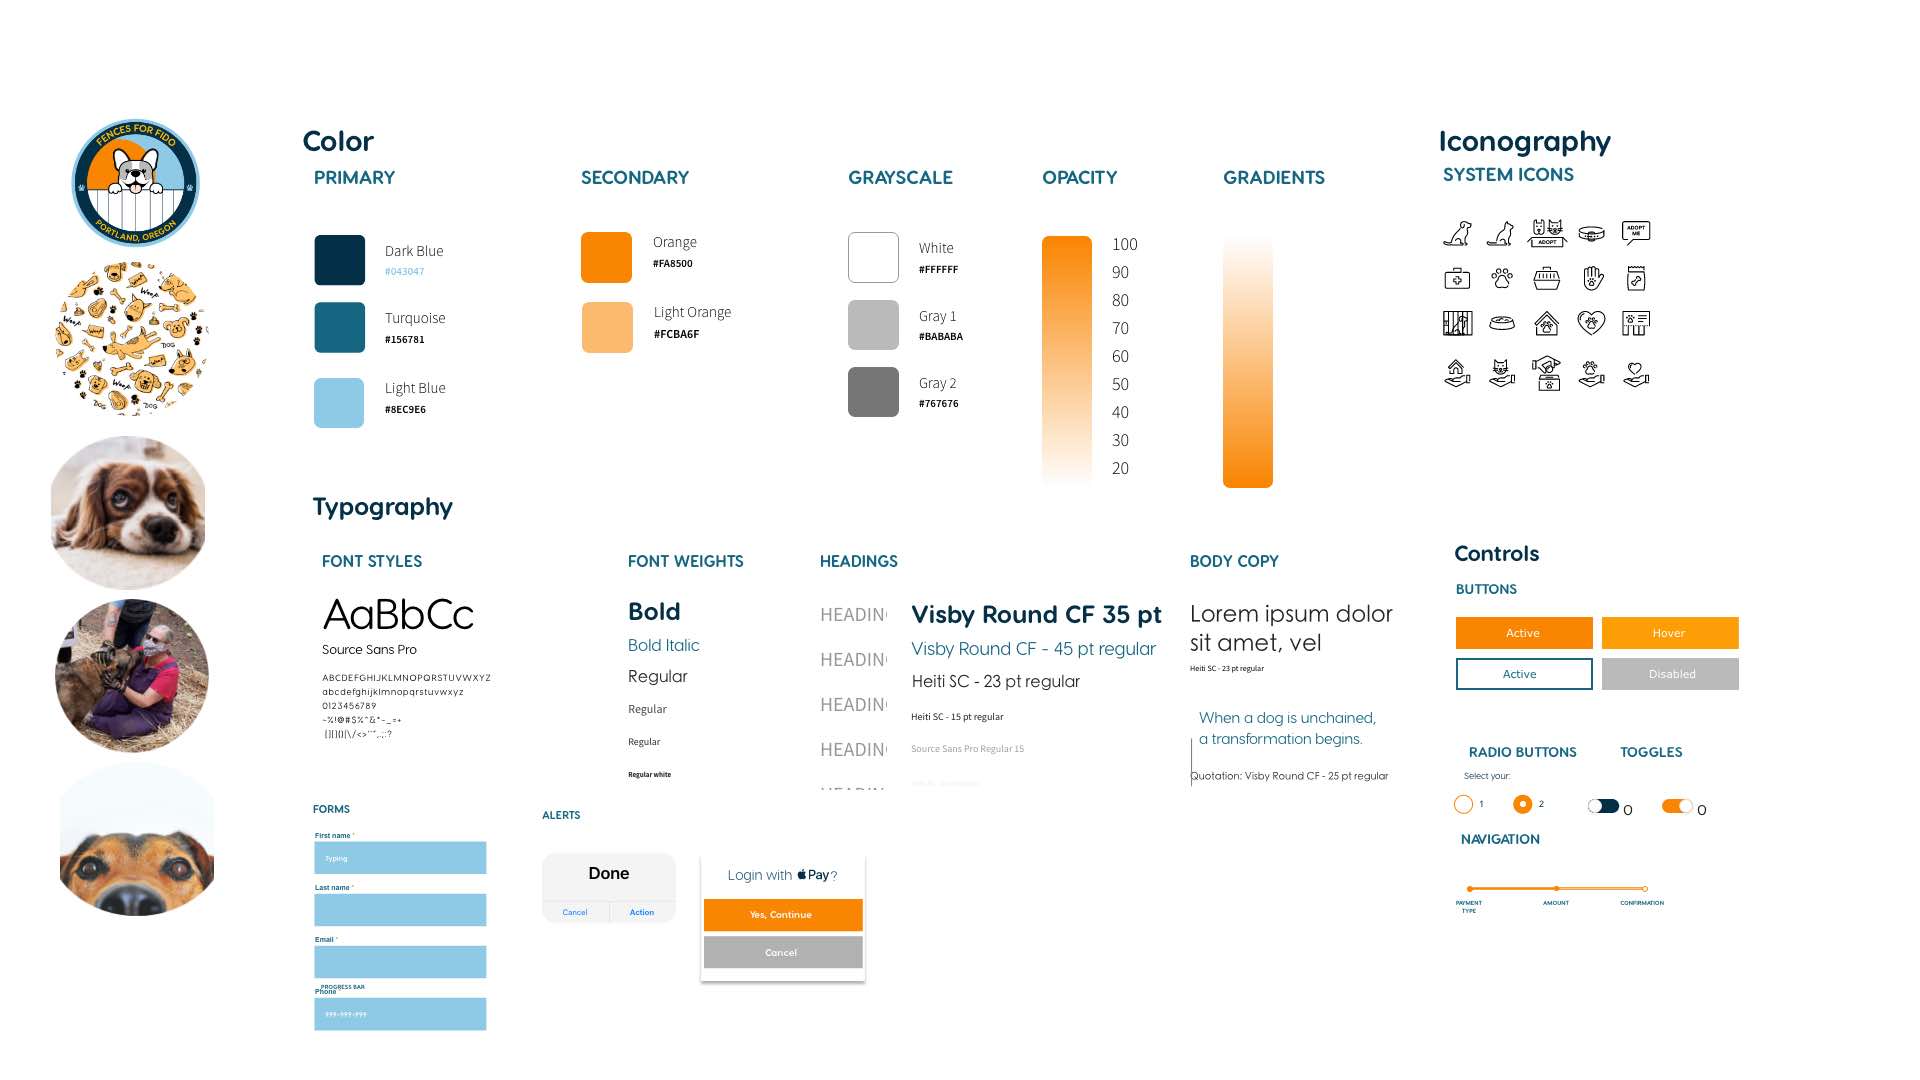 FENCES FOR FIDO
PORTLAND, OREGON
Woof
Woof
DOG
Woof
DOG
DOG
Color
PRIMARY
Dark Blue
#043047
Turquoise
#156781
Light Blue
#8EC9E6
SECONDARY
Orange
#FA8500
Light Orange
#FCBA6F
GRAYSCALE
White
#FFFFFF
Gray 1
#BABABA
Gray 2
#767676
OPACITY
100
90
80
70
60
50
40
30
20
GRADIENTS
Iconography
SYSTEM ICONS
ADOPT
ADOPT
ME
Typography
FONT STYLES
AaBbCc
Source Sans Pro
ABCDEFGHIJKLMNOPQRSTUVWXYZ
abcdefghijklmnopqrstuvwxyz
0123456789
~%!@#$%^&*-_=+
FONT WEIGHTS
Bold
Bold Italic
Regular
Regular
Regular
Regular white
HEADINGS
HEADIN
HEADIN
HEADIN
HEADIN
Visby Round CF 35 pt
Visby Round CF - 45 pt regular
Heiti SC - 23 pt regular
Heiti SC - 15 pt regular
Source Sans Pro Regular 15
BODY COPY
Lorem ipsum dolor
sit amet, vel
Heiti SC - 23 pt regular
When a dog is unchained,
a transformation begins.
Quotation: Visby Round CF - 25 pt regular
Controls
BUTTONS
Active
Hover
Active
Disabled
RADIO BUTTONS
TOGGLES
Select your:
1
2
0
0
NAVIGATION
PAYMENT
TYPE
AMOUNT
CONFIRMATION
FORMS
First name *
Typing
Last name *
Email *
PROGRESS BAR
Phone *
???-???-???
ALERTS
Done
Cancel
Action
Login with Pay?
Yes, Continue
Cancel